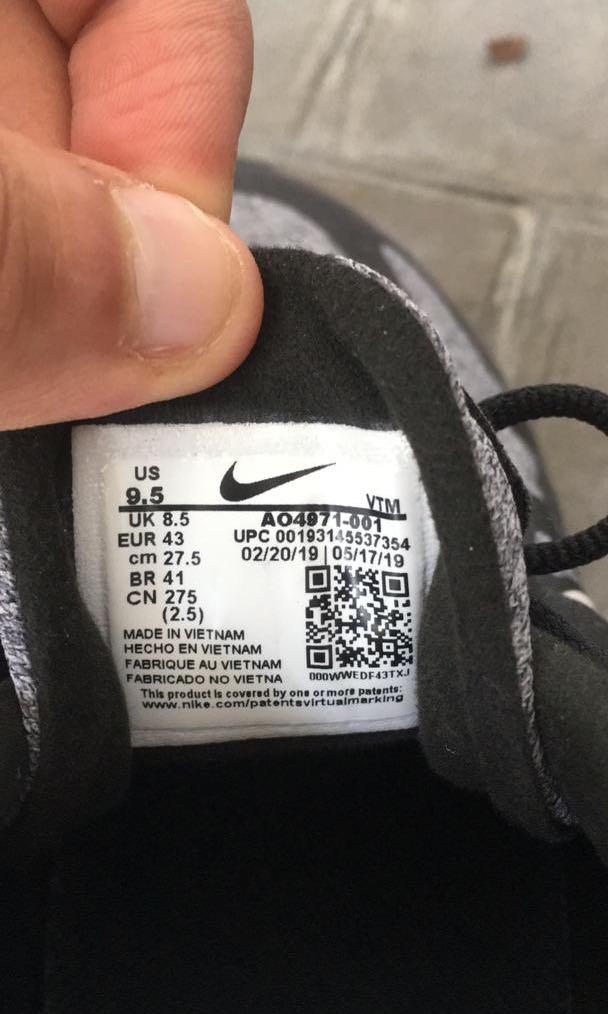 US
9.5
VTM
UK 8.5
EUR 43
cm 27.5
BR 41
CN 275
(2.5)
AO4971-001
UPC 00193145537354
02/20/19 | 05/17/19
000WWEDF43TXJ
MADE IN VIETNAM
HECHO EN VIETNAM
FABRIQUE AU VIETNAM
FABRICADO NO VIETNA
This product is covered by one or more patents:
www.nike.com/patentsvirtualmarking